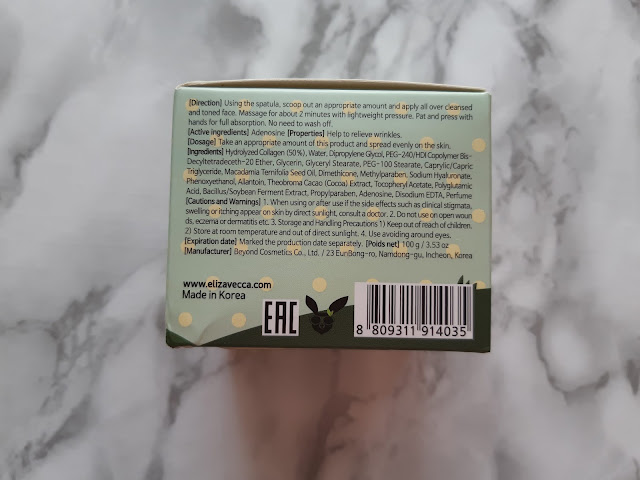 [Direction] Using the spatula, scoop out an appropriate amount and apply all over cleansed
and toned face. Massage for about 2 minutes with lightweight pressure. Pat and press with
hands for full absorption. No need to wash off.
[Active ingredients] Adenosine [Properties] Help to relieve wrinkles.
[Dosage] Take an appropriate amount of this product and spread evenly on the skin.
[Ingredients] Hydrolyzed Collagen (50%), Water, Dipropylene Glycol, PEG-240/HDI Copolymer Bis-
Decyltetradeceth-20 Ether, Glycerin, Glyceryl Stearate, PEG-100 Stearate, Caprylic/Capric
Triglyceride, Macadamia Ternifolia Seed Oil, Dimethicone, Methylparaben, Sodium Hyaluronate,
Phenoxyethanol, Allantoin, Theobroma Cacao (Cocoa) Extract, Tocopheryl Acetate, Polyglutamic
Acid, Bacillus/Soybean Ferment Extract, Propylparaben, Adenosine, Disodium EDTA, Perfume
[Cautions and Warnings] 1. When using or after use if the side effects such as clinical stigmata,
swelling or itching appear on skin by direct sunlight, consult a doctor. 2. Do not use on open woun
ds, eczema or dermatitis etc. 3. Storage and Handling Precautions 1) Keep out of reach of children.
2) Store at room temperature and out of direct sunlight. 4. Use avoiding around eyes.
[Expiration date] Marked the production date separately. [Poids net] 100 g / 3.53 oz
[Manufacturer] Beyond Cosmetics Co., Ltd. / 23 EunBong-ro, Namdong-gu, Incheon, Korea
www.elizavecca.com
Made in Korea
EAC
8 809311 914035